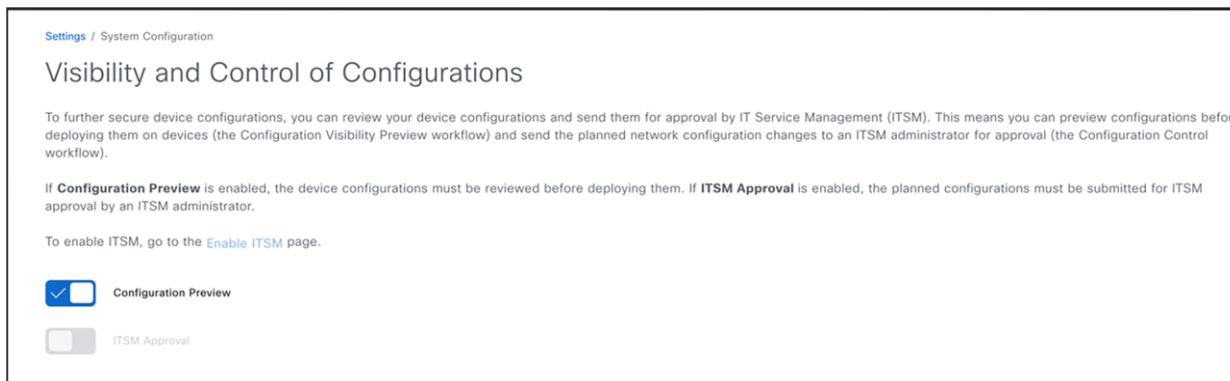 Settings / System Configuration
Visibility and Control of Configurations
To further secure device configurations, you can review your device configurations and send them for approval by IT Service Management (ITSM). This means you can preview configurations befor
deploying them on devices (the Configuration Visibility Preview workflow) and send the planned network configuration changes to an ITSM administrator for approval (the Configuration Control
workflow).
If Configuration Preview is enabled, the device configurations must be reviewed before deploying them. If ITSM Approval is enabled, the planned configurations must be submitted for ITSM
approval by an ITSM administrator.
To enable ITSM, go to the Enable ITSM page.
Configuration Preview
ITSM Approval